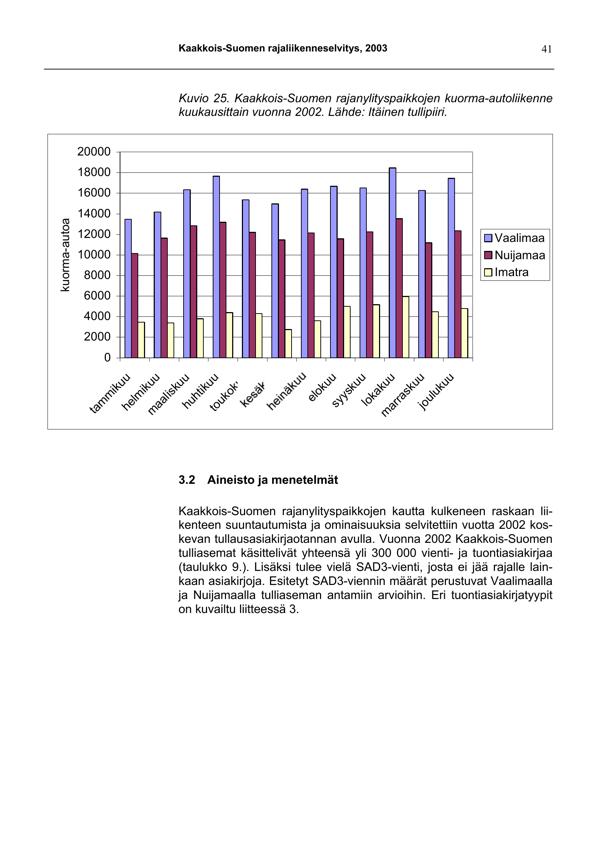 Kaakkois-Suomen rajaliikenneselvitys, 2003
41
Kuvio 25. Kaakkois-Suomen rajanylityspaikkojen kuorma-autoliikenne
kuukausittain vuonna 2002. Lähde: Itäinen tullipiiri.
20000
18000
16000
14000
12000
10000
8000
6000
4000
2000
0
kuorma-autoa
tammikuu
helmikuu
maaliskuu
huhtikuu
toukok
kesäk
heinäkuu
elokuu
syyskuu
lokakuu
marraskuu
joulukuu
Vaalimaa
Nuijamaa
Imatra
3.2 Aineisto ja menetelmät
Kaakkois-Suomen rajanylityspaikkojen kautta kulkeneen raskaan lii-
kenteen suuntautumista ja ominaisuuksia selvitettiin vuotta 2002 kos-
kevan tullausasiakirjaotannan avulla. Vuonna 2002 Kaakkois-Suomen
tulliasemat käsittelivät yhteensä yli 300 000 vienti- ja tuontiasiakirjaa
(taulukko 9.). Lisäksi tulee vielä SAD3-vienti, josta ei jää rajalle lain-
kaan asiakirjoja. Esitetyt SAD3-viennin määrät perustuvat Vaalimaalla
ja Nuijamaalla tulliaseman antamiin arvioihin. Eri tuontiasiakirjatyypit
on kuvailtu liitteessä 3.